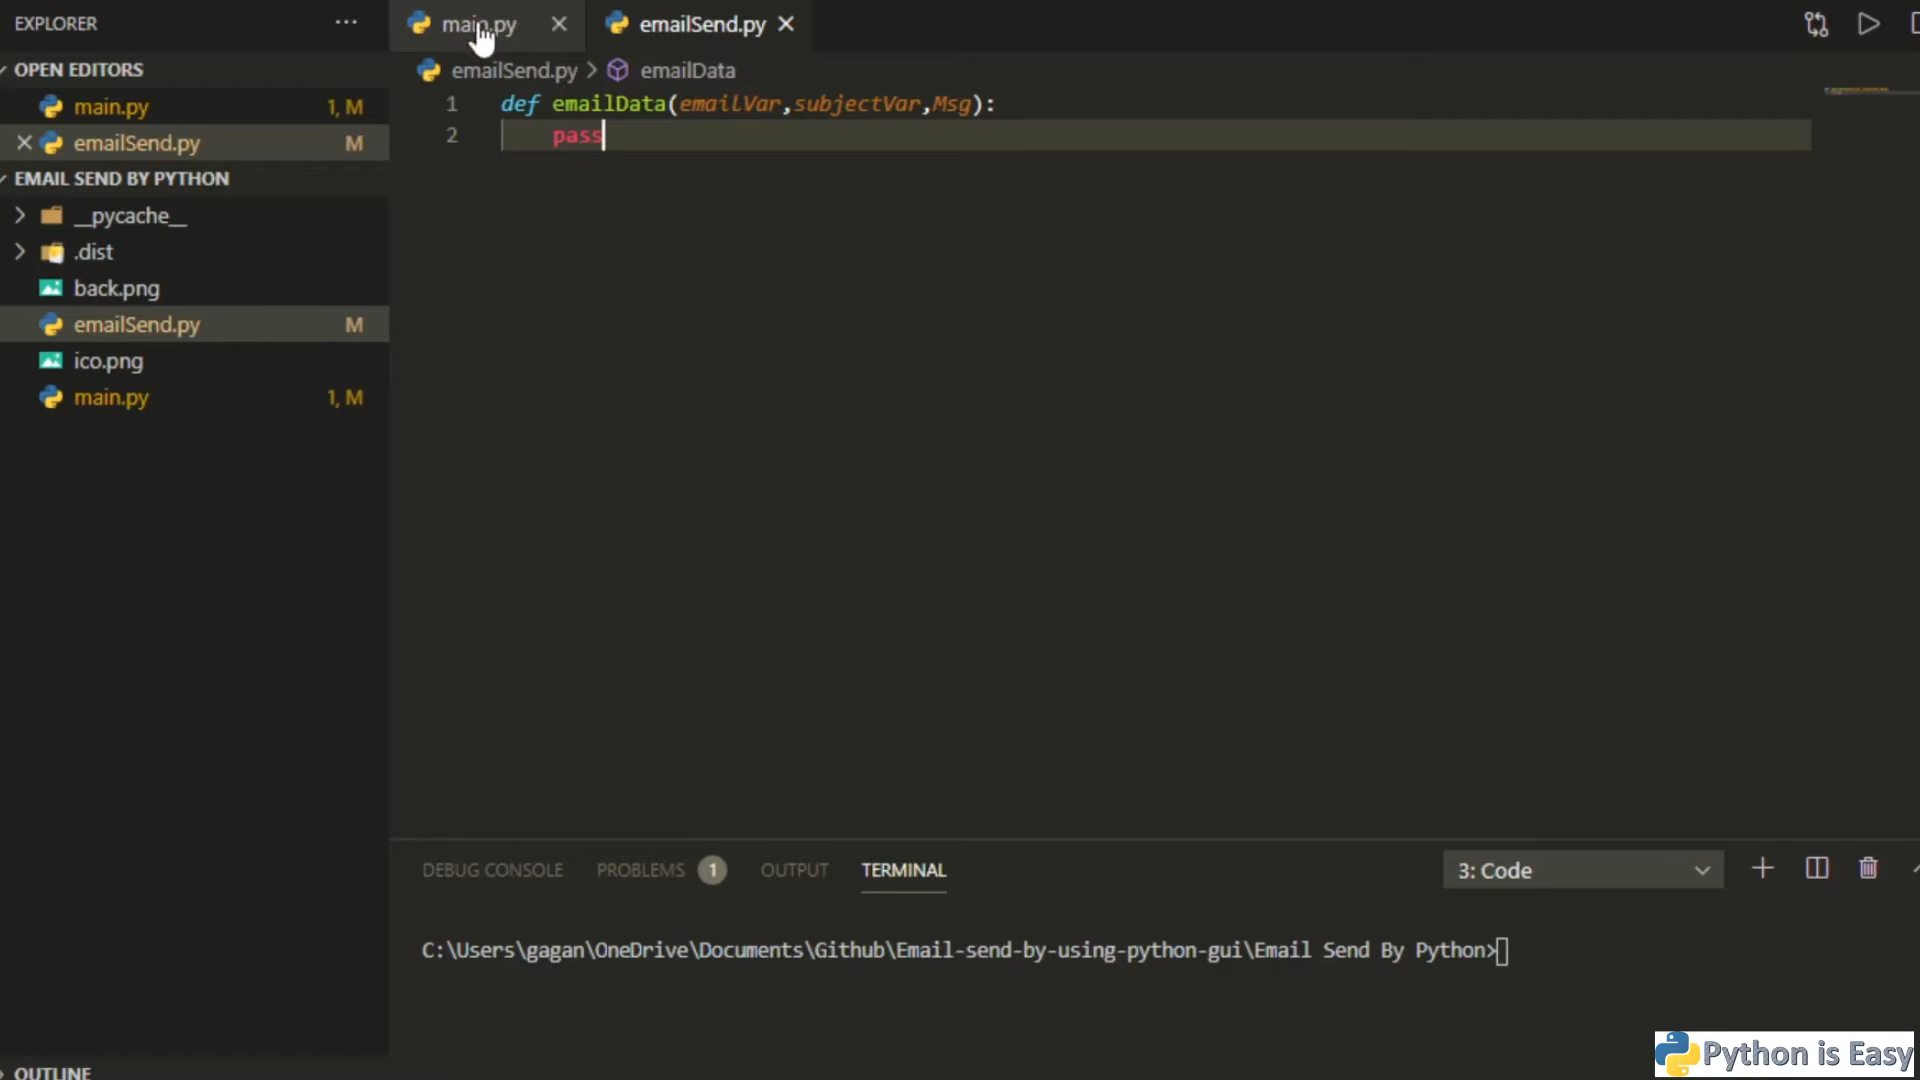 EXPLORER ...
OPEN EDITORS
main.py 1, M
emailSend.py M
EMAIL SEND BY PYTHON
__pycache__
.dist
back.png
emailSend.py M
ico.png
main.py 1, M
OUTLINE
main.py emailSend.py
emailSend.py > emailData
1 def emailData(emailVar,subjectVar,Msg):
2 pass
DEBUG CONSOLE PROBLEMS 1 OUTPUT TERMINAL 3: Code
C:\Users\gagan\OneDrive\Documents\Github\Email-send-by-using-python-gui\Email Send By Python>
Python is Easy